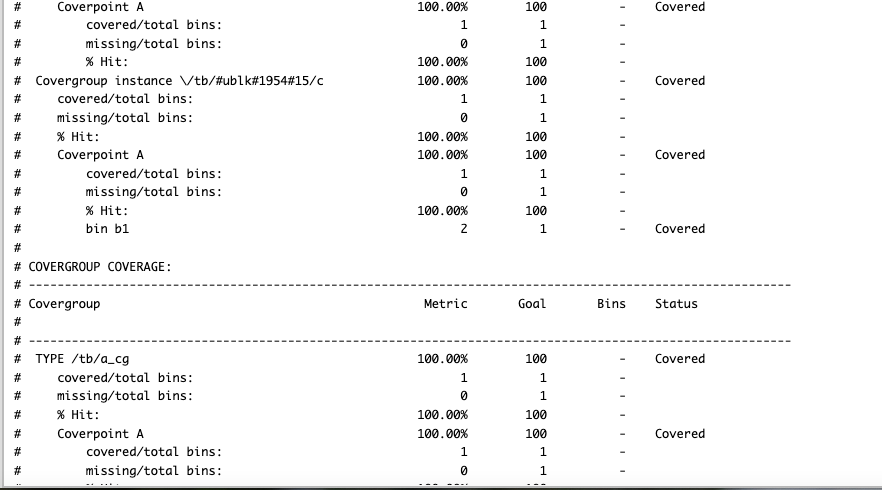 #     Coverpoint A                                      100.00%        100          -    Covered
#         covered/total bins:                                 1          1          -
#         missing/total bins:                                 0          1          -
#         % Hit:                                        100.00%        100          -
#  Covergroup instance \/tb/#ublk#1954#15/c             100.00%        100          -    Covered
#     covered/total bins:                                     1          1          -
#     missing/total bins:                                     0          1          -
#     % Hit:                                            100.00%        100          -
#     Coverpoint A                                      100.00%        100          -    Covered
#         covered/total bins:                                 1          1          -
#         missing/total bins:                                 0          1          -
#         % Hit:                                        100.00%        100          -
#         bin b1                                              2          1          -    Covered
#
# COVERGROUP COVERAGE:
# ----------------------------------------------------------------------------------------------------------
# Covergroup                                             Metric       Goal       Bins    Status
#
# ----------------------------------------------------------------------------------------------------------
#  TYPE /tb/a_cg                                        100.00%        100          -    Covered
#     covered/total bins:                                     1          1          -
#     missing/total bins:                                     0          1          -
#     % Hit:                                            100.00%        100          -
#     Coverpoint A                                      100.00%        100          -    Covered
#         covered/total bins:                                 1          1          -
#         missing/total bins:                                 0          1          -